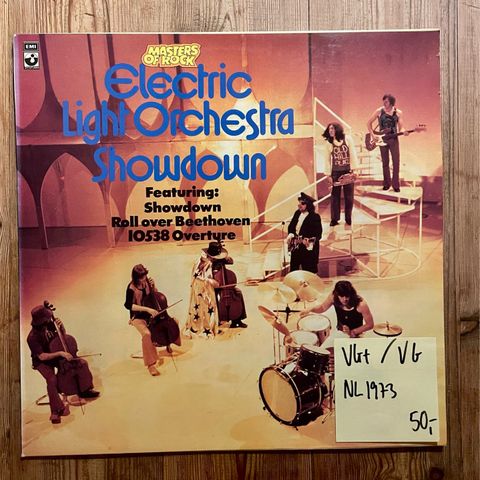 EMI
MASTERS
OF ROCK
Electric
Light Orchestra
Showdown
Featuring:
Showdown
Roll over Beethoven
10538 Overture
VG+ / VG
NL 1973
50,-